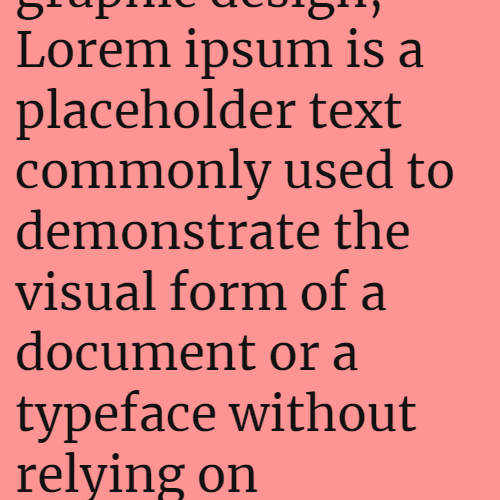 graphic design,
Lorem ipsum is a
placeholder text
commonly used to
demonstrate the
visual form of a
document or a
typeface without
relying on